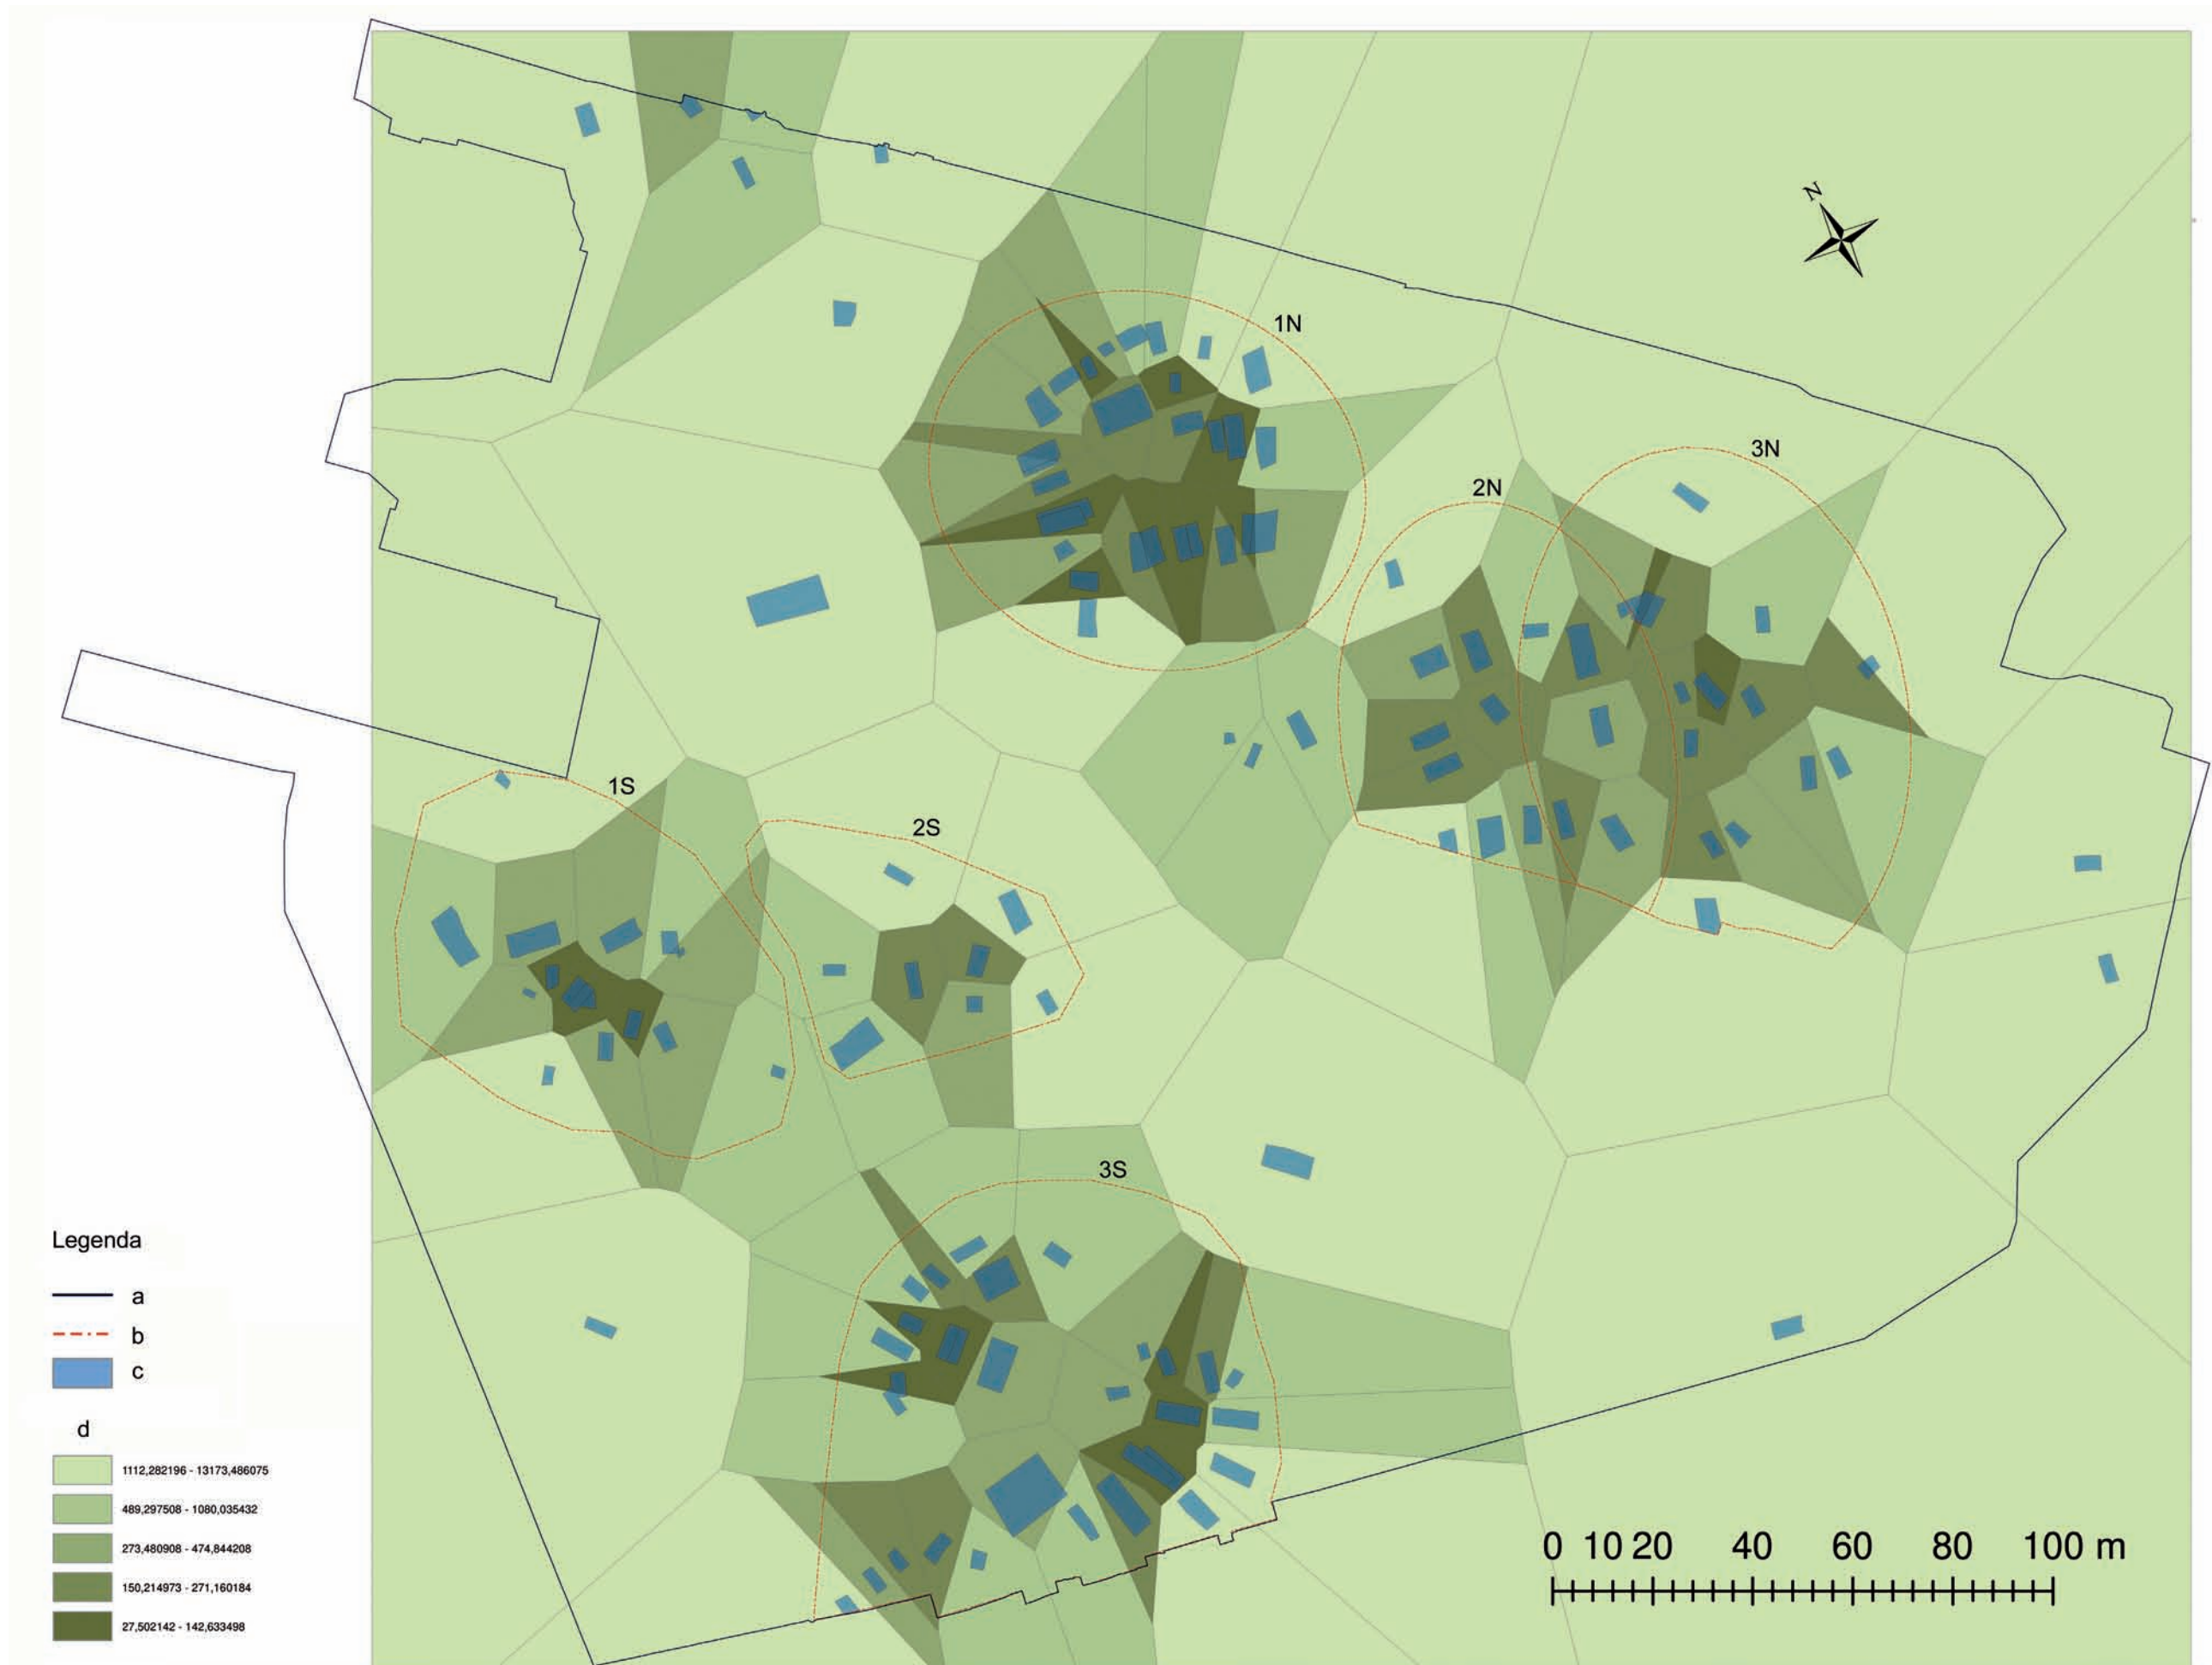 N
1N
3N
2N
1S
2S
3S
Legenda
a
b
c
d
1112,282196 - 13173,486075
489,297508 - 1080,035432
273,480908 - 474,844208
150,214973 - 271,160184
27,502142 - 142,633498
0 10 20 40 60 80 100 m